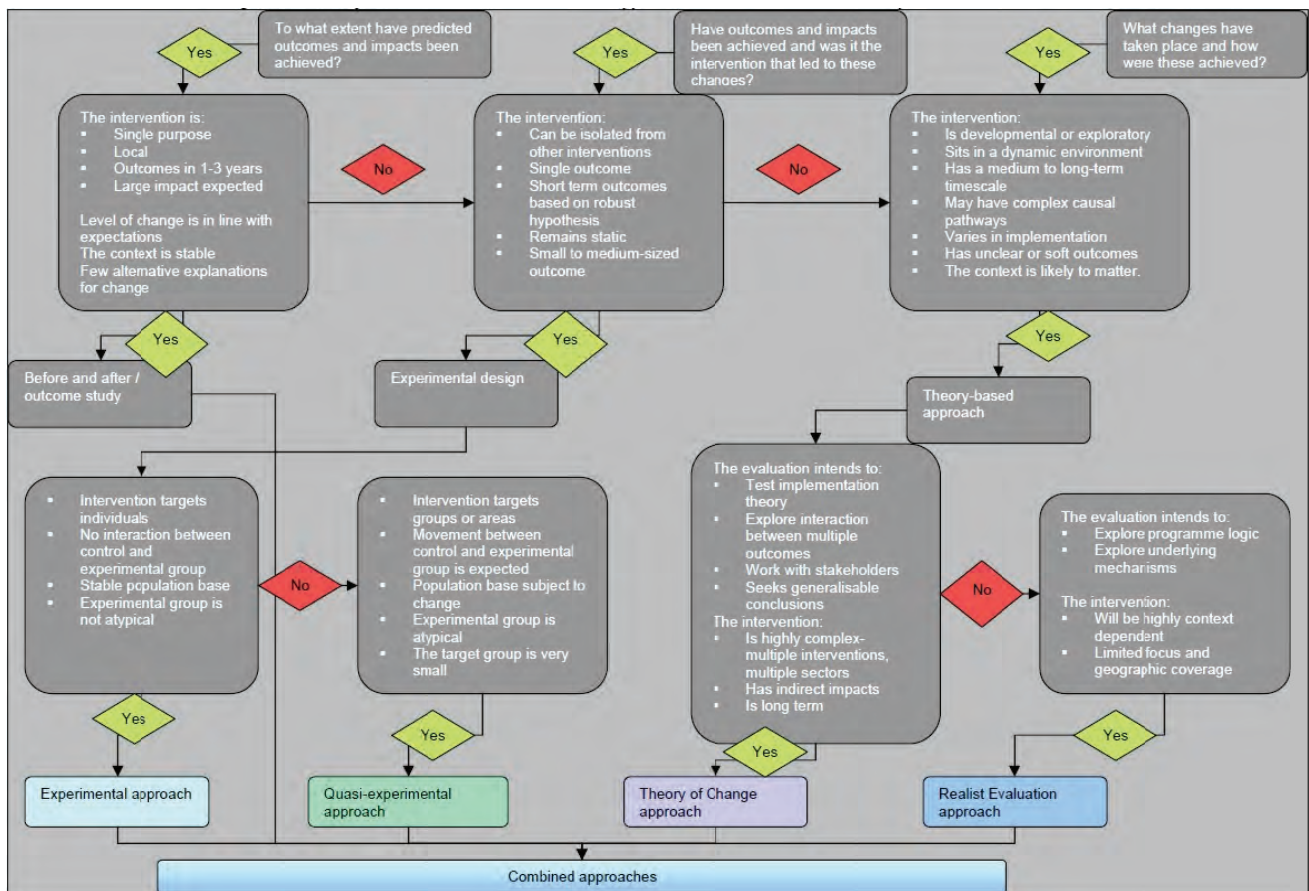 Yes
To what extent have predicted
outcomes and impacts been
achieved?
Yes
Have outcomes and impacts
been achieved and was it the
intervention that led to these
changes?
Yes
What changes have
taken place and how
were these achieved?
The intervention is:
▪ Single purpose
▪ Local
▪ Outcomes in 1-3 years
▪ Large impact expected
Level of change is in line with
expectations
The context is stable
Few alternative explanations
for change
No
The intervention:
▪ Can be isolated from
other interventions
▪ Single outcome
▪ Short term outcomes
based on robust
hypothesis
▪ Remains static
▪ Small to medium-sized
outcome
No
The intervention:
▪ Is developmental or exploratory
▪ Sits in a dynamic environment
▪ Has a medium to long-term
timescale
▪ May have complex causal
pathways
▪ Varies in implementation
▪ Has unclear or soft outcomes
▪ The context is likely to matter.
Yes
Yes
Yes
Before and after /
outcome study
Experimental design
Theory-based
approach
▪ Intervention targets
individuals
▪ No interaction between
control and
experimental group
▪ Stable population base
▪ Experimental group is
not atypical
No
▪ Intervention targets
groups or areas
▪ Movement between
control and experimental
group is expected
▪ Population base subject to
change
▪ Experimental group is
atypical
▪ The target group is very
small
The evaluation intends to:
▪ Test implementation
theory
▪ Explore interaction
between multiple
outcomes
▪ Work with stakeholders
▪ Seeks generalisable
conclusions
The intervention:
▪ Is highly complex-
multiple interventions,
multiple sectors
▪ Has indirect impacts
▪ Is long term
No
The evaluation intends to:
▪ Explore programme logic
▪ Explore underlying
mechanisms
The intervention:
▪ Will be highly context
dependent
▪ Limited focus and
geographic coverage
Yes
Yes
Yes
Yes
Experimental approach
Quasi-experimental
approach
Theory of Change
approach
Realist Evaluation
approach
Combined approaches